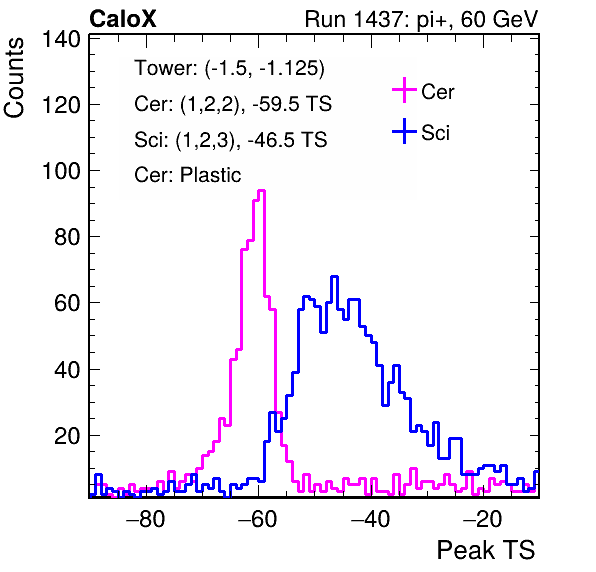 CaloX Run 1437: pi+, 60 GeV
Counts
140
120
100
80
60
40
20
Tower: (-1.5, -1.125)
Cer: (1,2,2), -59.5 TS
Sci: (1,2,3), -46.5 TS
Cer: Plastic
Cer
Sci
−80 −60 −40 −20
Peak TS